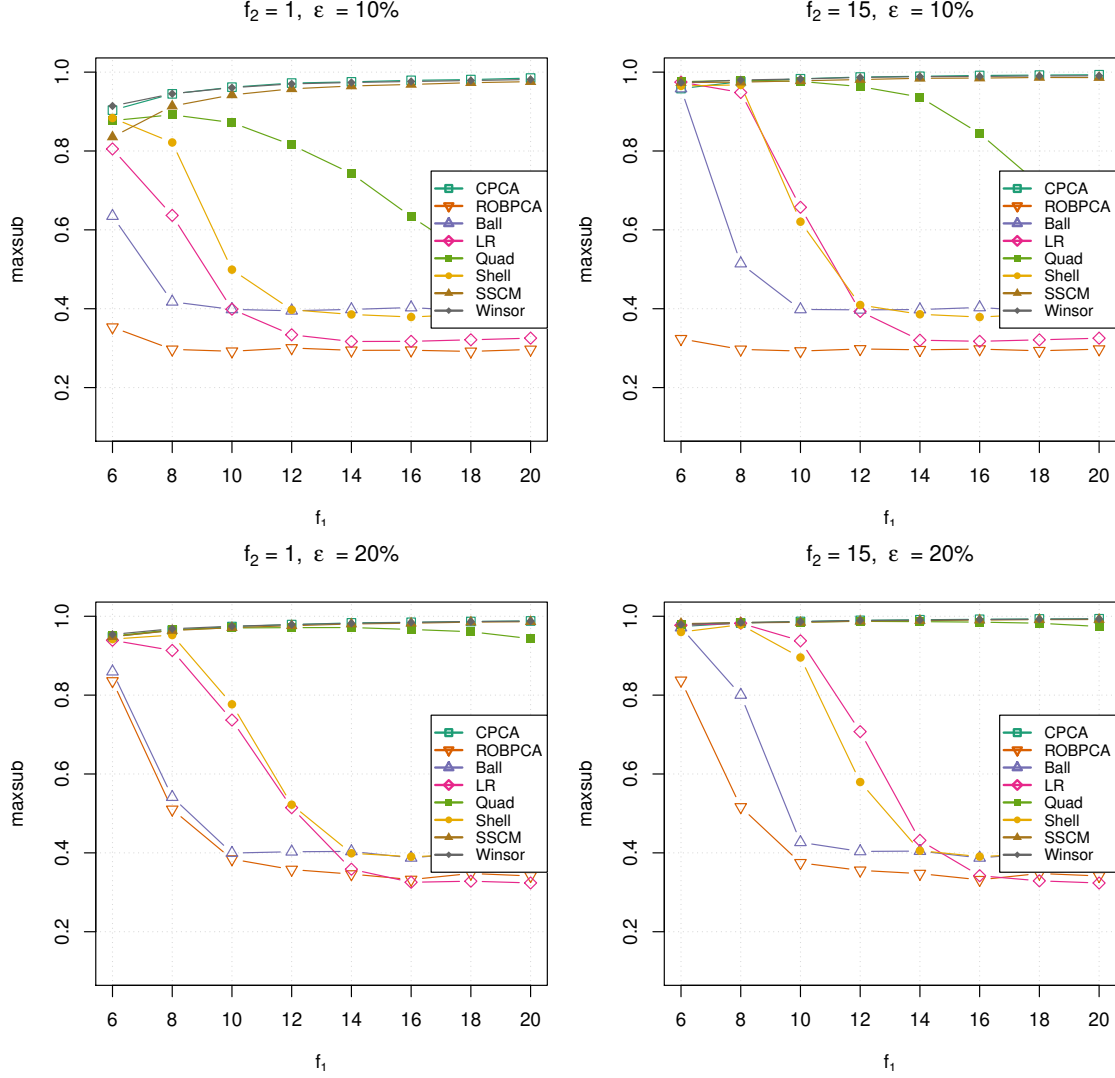 f2 = 1, ε = 10%
maxsub
1.0
0.8
0.6
0.4
0.2
CPCA
ROBPCA
Ball
LR
Quad
Shell
SSCM
Winsor
6 8 10 12 14 16 18 20
f1
f2 = 15, ε = 10%
maxsub
1.0
0.8
0.6
0.4
0.2
CPCA
ROBPCA
Ball
LR
Quad
Shell
SSCM
Winsor
6 8 10 12 14 16 18 20
f1
f2 = 1, ε = 20%
maxsub
1.0
0.8
0.6
0.4
0.2
CPCA
ROBPCA
Ball
LR
Quad
Shell
SSCM
Winsor
6 8 10 12 14 16 18 20
f1
f2 = 15, ε = 20%
maxsub
1.0
0.8
0.6
0.4
0.2
CPCA
ROBPCA
Ball
LR
Quad
Shell
SSCM
Winsor
6 8 10 12 14 16 18 20
f1